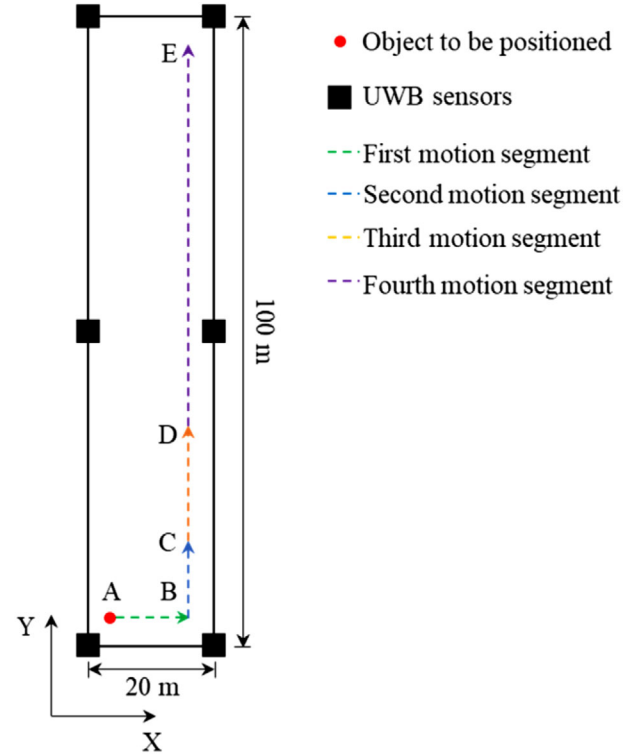 E
Object to be positioned
UWB sensors
First motion segment
Second motion segment
Third motion segment
Fourth motion segment
100 m
D
C
A
B
Y
20 m
X